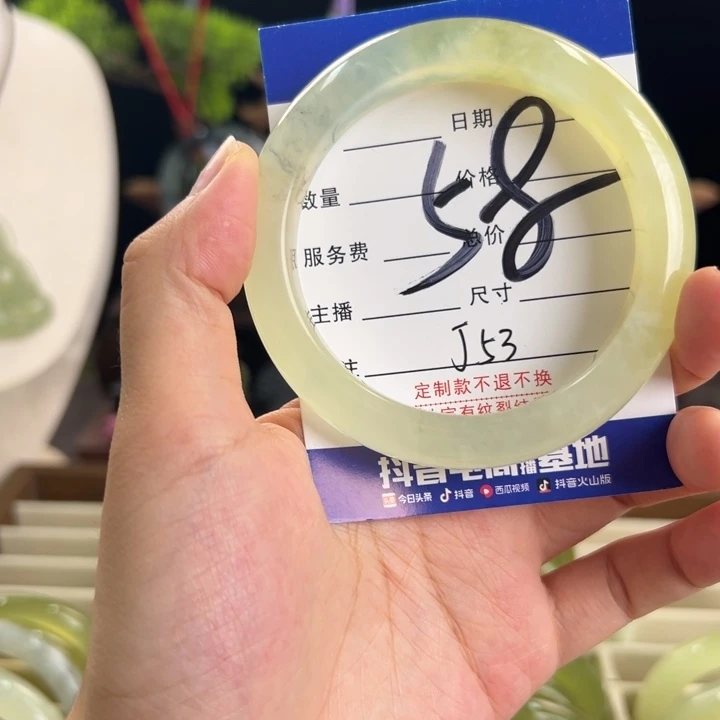 日期
58
价格
数量
总价
服务费
尺寸
主播
J53
注
定制款不退不换
抖音电商直播基地
今日头条 抖音 西瓜视频 抖音火山版